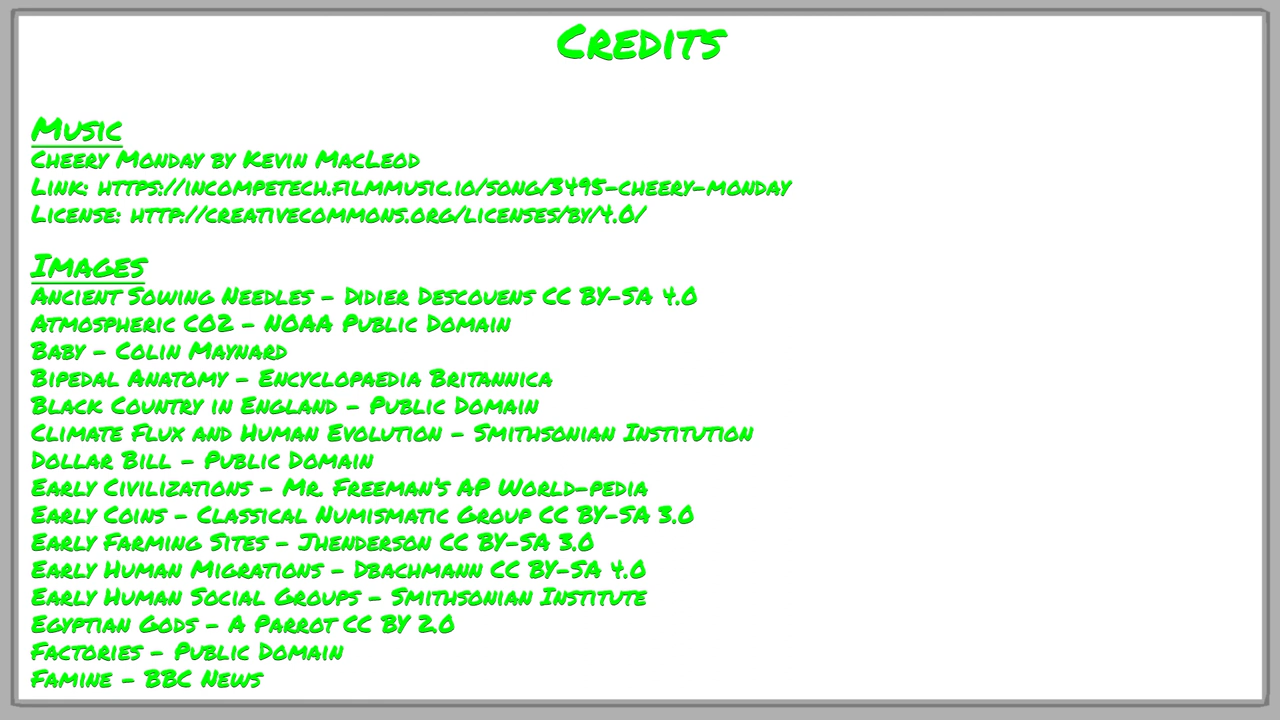 Credits
Music
Cheery Monday by Kevin MacLeod
Link: https://incompetech.filmmusic.io/song/3495-cheery-monday
License: http://creativecommons.org/licenses/by/4.0/
Images
Ancient Sowing Needles - Didier Descouens CC BY-SA 4.0
Atmospheric CO2 - NOAA Public Domain
Baby - Colin Maynard
Bipedal Anatomy - Encyclopaedia Britannica
Black Country in England - Public Domain
Climate Flux and Human Evolution - Smithsonian Institution
Dollar Bill - Public Domain
Early Civilizations - Mr. Freeman's AP World-pedia
Early Coins - Classical Numismatic Group CC BY-SA 3.0
Early Farming Sites - Jhenderson CC BY-SA 3.0
Early Human Migrations - Dbachmann CC BY-SA 4.0
Early Human Social Groups - Smithsonian Institute
Egyptian Gods - A Parrot CC BY 2.0
Factories - Public Domain
Famine - BBC News